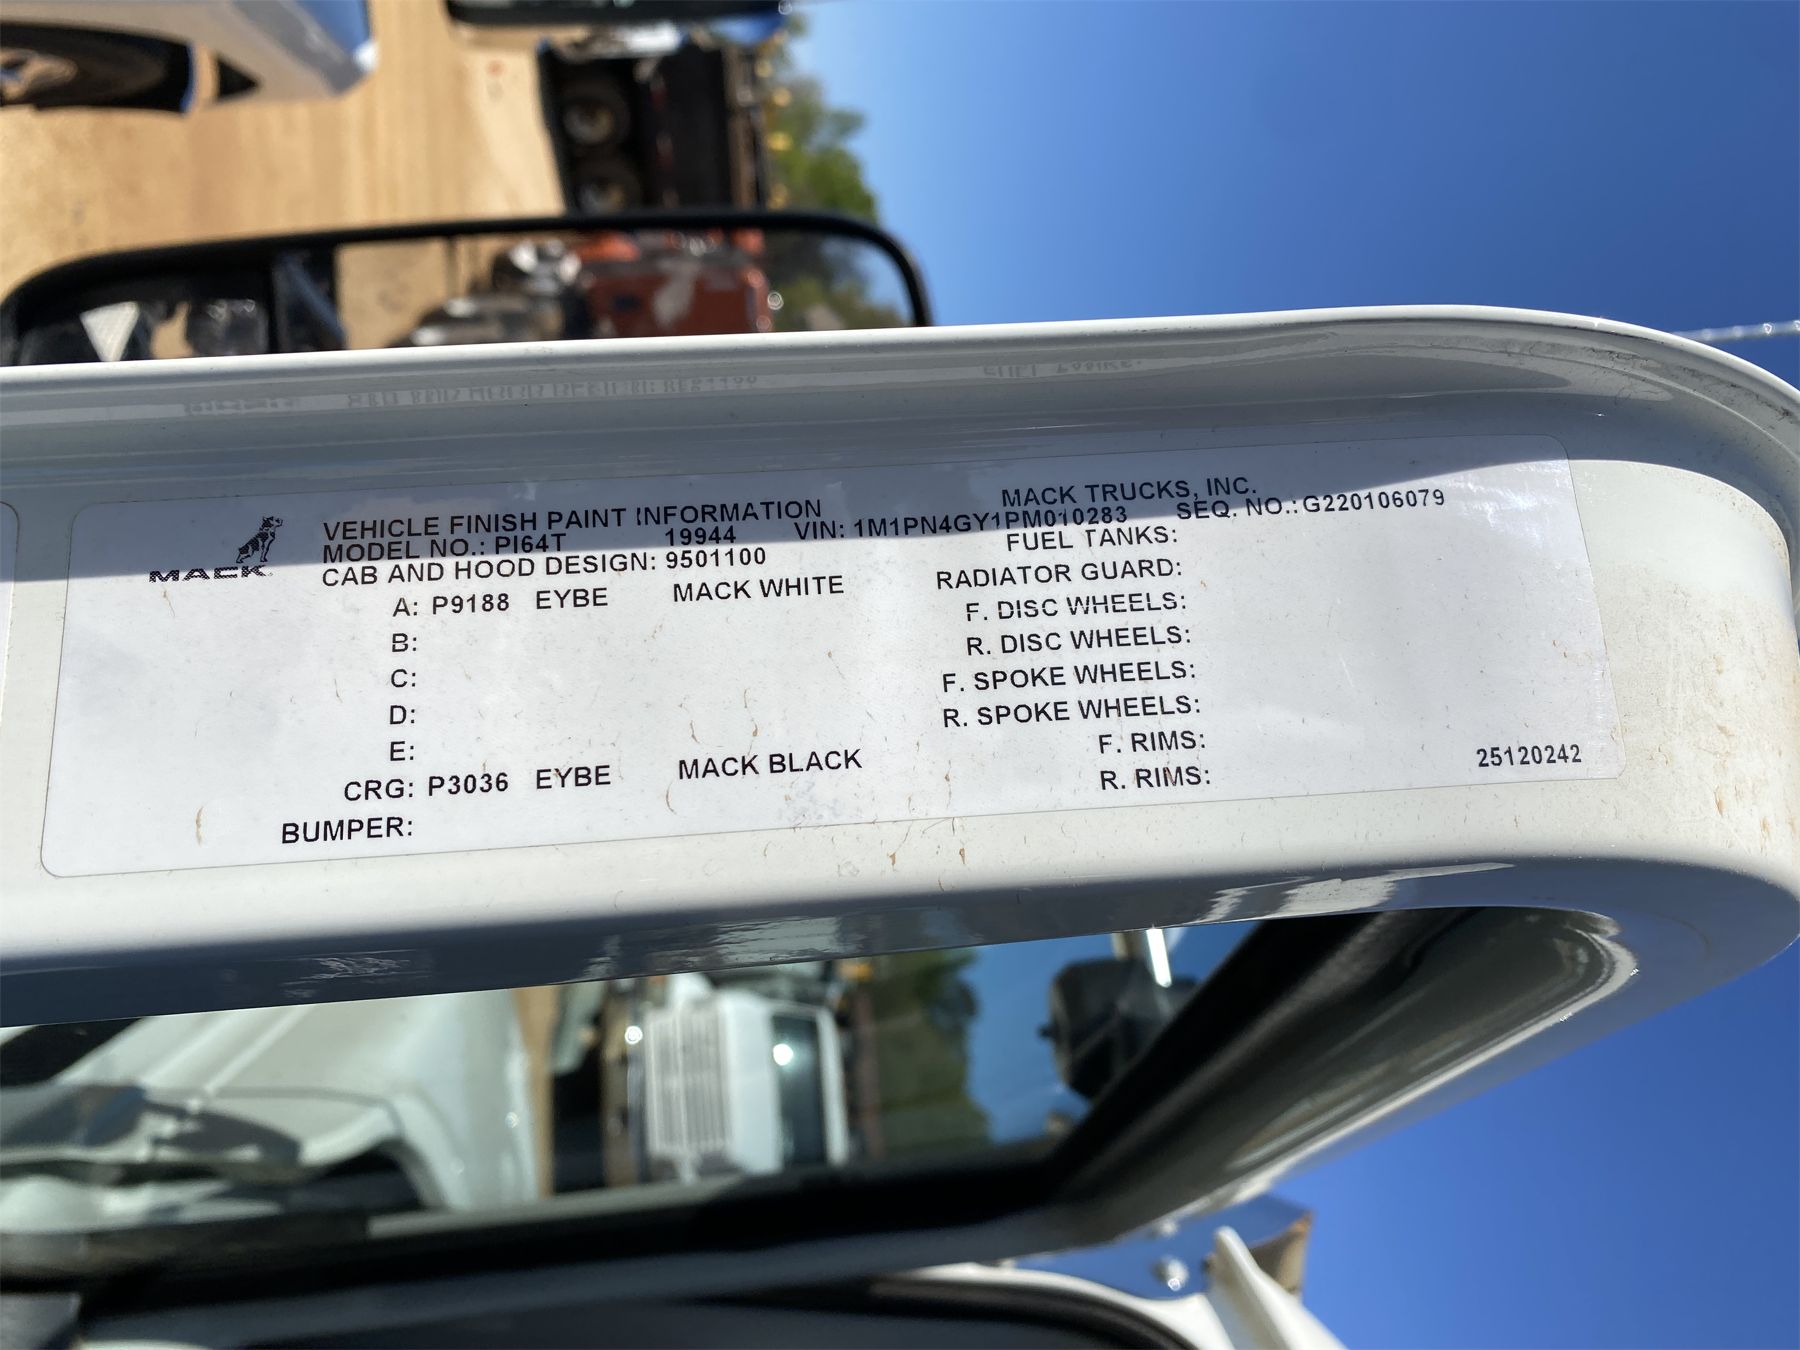 MACK
VEHICLE FINISH PAINT INFORMATION MACK TRUCKS, INC.
MODEL NO.: PI64T 19944 VIN: 1M1PN4GY1PM010283 SEQ. NO.: G220106079
CAB AND HOOD DESIGN: 9501100 FUEL TANKS:
A: P9188 EYBE MACK WHITE RADIATOR GUARD:
B: F. DISC WHEELS:
C: R. DISC WHEELS:
D: F. SPOKE WHEELS:
E: R. SPOKE WHEELS:
CRG: P3036 EYBE MACK BLACK F. RIMS:
BUMPER: R. RIMS:
25120242